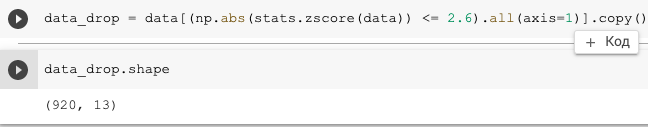 data_drop = data[(np.abs(stats.zscore(data)) <= 2.6).all(axis=1)].copy()
+ Код
data_drop.shape
(920, 13)